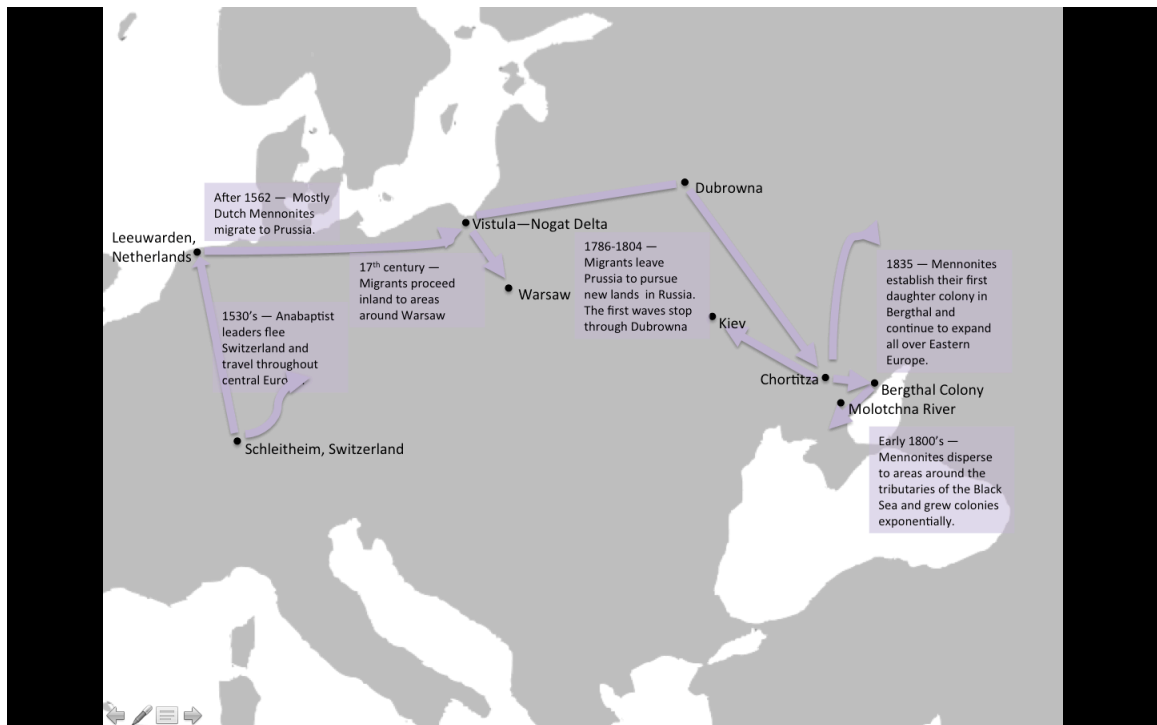 After 1562 — Mostly
Dutch Mennonites
migrate to Prussia.
Leeuwarden,
Netherlands
Dubrowna
Vistula—Nogat Delta
17th century —
Migrants proceed
inland to areas
around Warsaw
Warsaw
1786-1804 —
Migrants leave
Prussia to pursue
new lands in Russia.
The first waves stop
through Dubrowna
Kiev
1530's — Anabaptist
leaders flee
Switzerland and
travel throughout
central
Schleitheim, Switzerland
1835 — Mennonites
establish their first
daughter colony in
Bergthal and
continue to expand
all over Eastern
Europe.
Chortitza
Bergthal Colony
Molotchna River
Early 1800's —
Mennonites disperse
to areas around the
tributaries of the Black
Sea and grew colonies
exponentially.